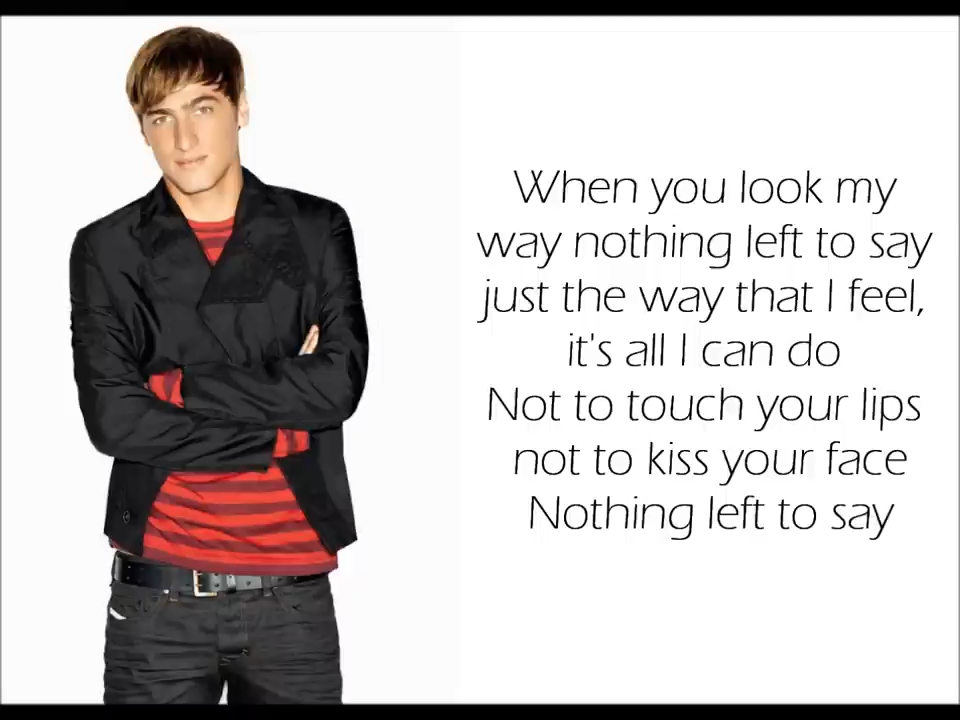 When you look my
way nothing left to say
just the way that I feel,
it's all I can do
Not to touch your lips
not to kiss your face
Nothing left to say